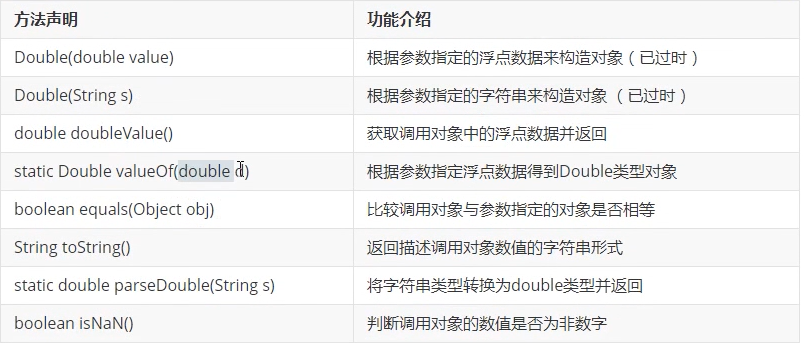 方法声明 功能介绍
Double(double value) 根据参数指定的浮点数据来构造对象（已过时）
Double(String s) 根据参数指定的字符串来构造对象 （已过时）
double doubleValue() 获取调用对象中的浮点数据并返回
static Double valueOf(double d) 根据参数指定浮点数据得到Double类型对象
boolean equals(Object obj) 比较调用对象与参数指定的对象是否相等
String toString() 返回描述调用对象数值的字符串形式
static double parseDouble(String s) 将字符串类型转换为double类型并返回
boolean isNaN() 判断调用对象的数值是否为非数字